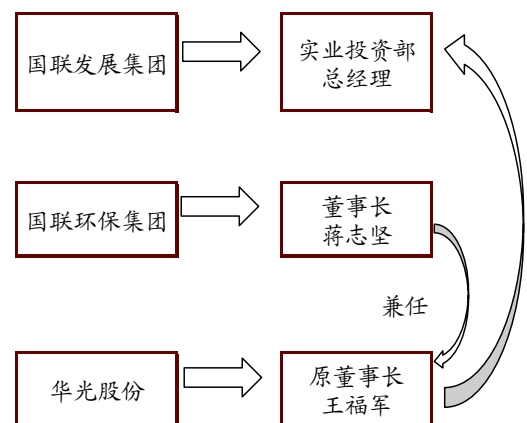 国联发展集团
实业投资部
总经理
国联环保集团
董事长
蒋志坚
兼任
华光股份
原董事长
王福军